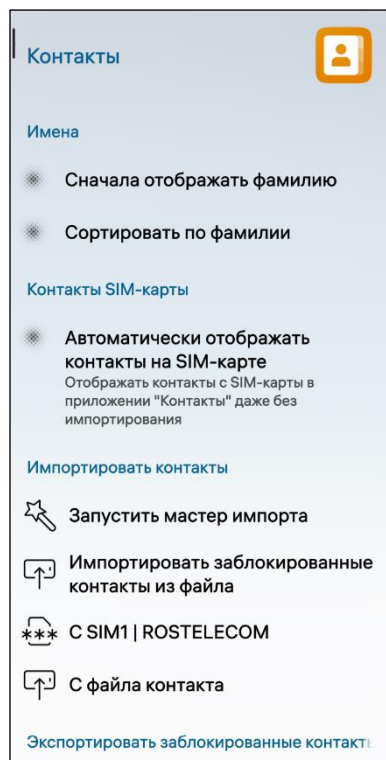 Контакты
Имена
Сначала отображать фамилию
Сортировать по фамилии
Контакты SIM-карты
Автоматически отображать
контакты на SIM-карте
Отображать контакты с SIM-карты в
приложении "Контакты" даже без
импортирования
Импортировать контакты
Запустить мастер импорта
Импортировать заблокированные
контакты из файла
С SIM1 | ROSTELECOM
С файла контакта
Экспортировать заблокированные контакт